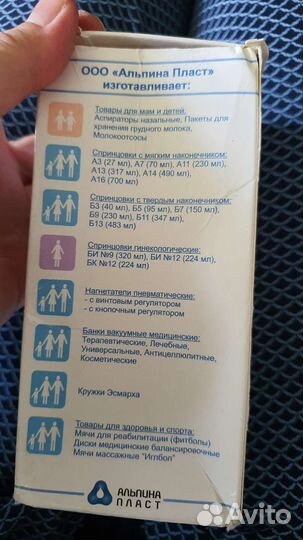 ООО «Альпина Пласт»
изготавливает:
Товары для мам и детей:
Аспираторы назальные, Пакеты для
хранения грудного молока,
Молокоотсосы
Спринцовки с мягким наконечником:
А3 (27 мл), А7 (70 мл), А11 (230 мл),
А13 (317 мл), А14 (490 мл),
А16 (700 мл)
Спринцовки с твердым наконечником:
Б3 (40 мл), Б5 (95 мл), Б7 (150 мл),
Б9 (230 мл), Б11 (347 мл),
Б13 (483 мл)
Спринцовки гинекологические:
БИ №9 (320 мл), БИ №12 (224 мл),
БК №12 (224 мл)
Нагнетатели пневматические:
- с винтовым регулятором
- с кнопочным регулятором
Банки вакуумные медицинские:
Терапевтические, Лечебные,
Универсальные, Антицеллюлитные,
Косметические
Кружки Эсмарха
Товары для здоровья и спорта:
Мячи для реабилитации (фитболы)
Диски медицинские балансировочные
Мячи массажные "Иглбол"
АЛЬПИНА
ПЛАСТ
Avito